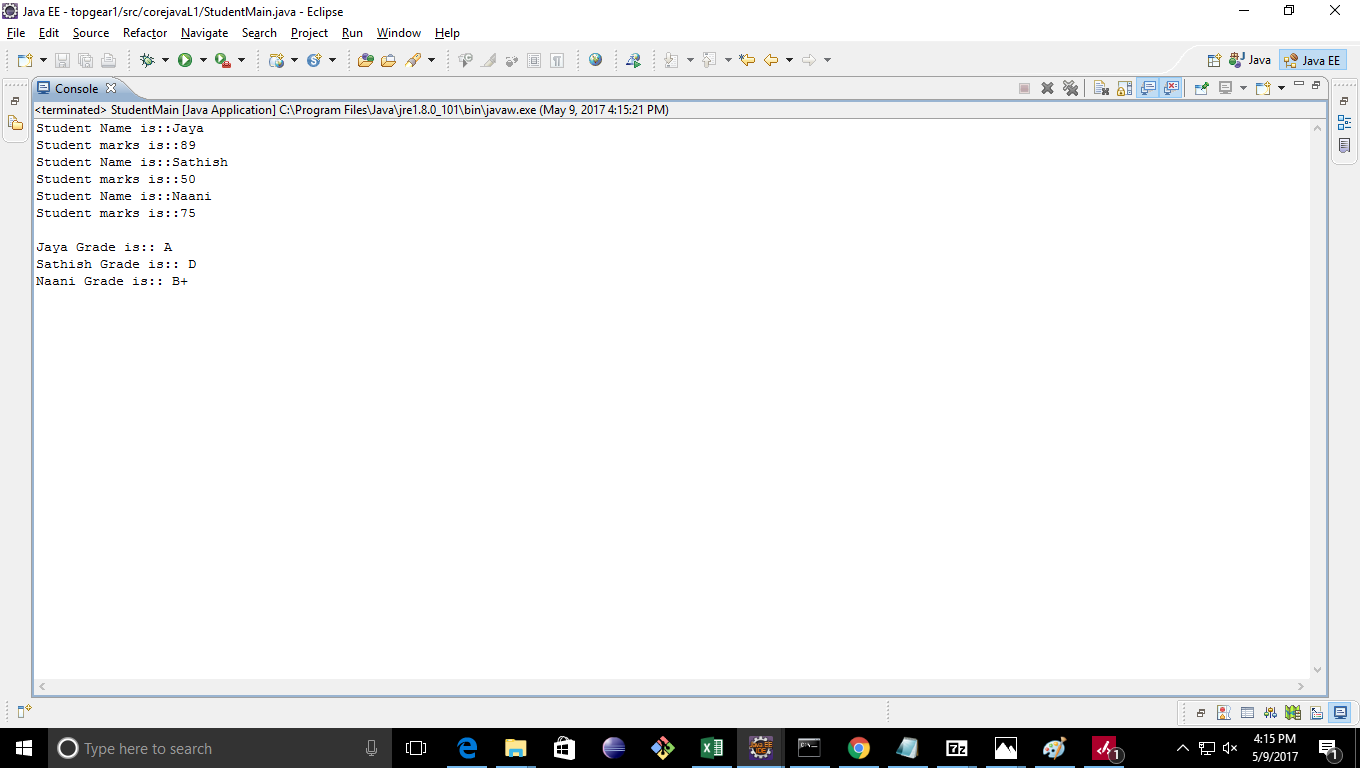 Java EE - topgear1/src/corejavaL1/StudentMain.java - Eclipse
File Edit Source Refactor Navigate Search Project Run Window Help
Java
Java EE
Console
<terminated> StudentMain [Java Application] C:\Program Files\Java\jre1.8.0_101\bin\javaw.exe (May 9, 2017 4:15:21 PM)
Student Name is::Jaya
Student marks is::89
Student Name is::Sathish
Student marks is::50
Student Name is::Naani
Student marks is::75
Jaya Grade is:: A
Sathish Grade is:: D
Naani Grade is:: B+
Type here to search
Java EE
IDE
7z
1
4:15 PM
5/9/2017
1